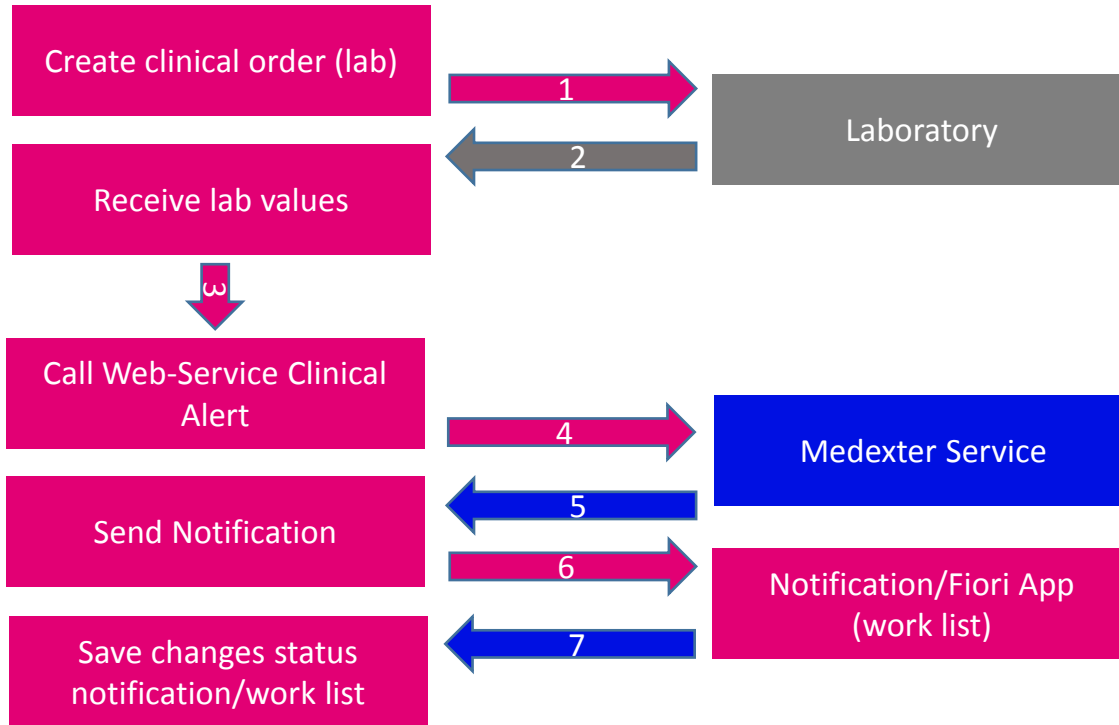 Create clinical order (lab)
1
Laboratory
2
Receive lab values
3
Call Web-Service Clinical
Alert
4
Medexter Service
5
Send Notification
6
Notification/Fiori App
(work list)
7
Save changes status
notification/work list